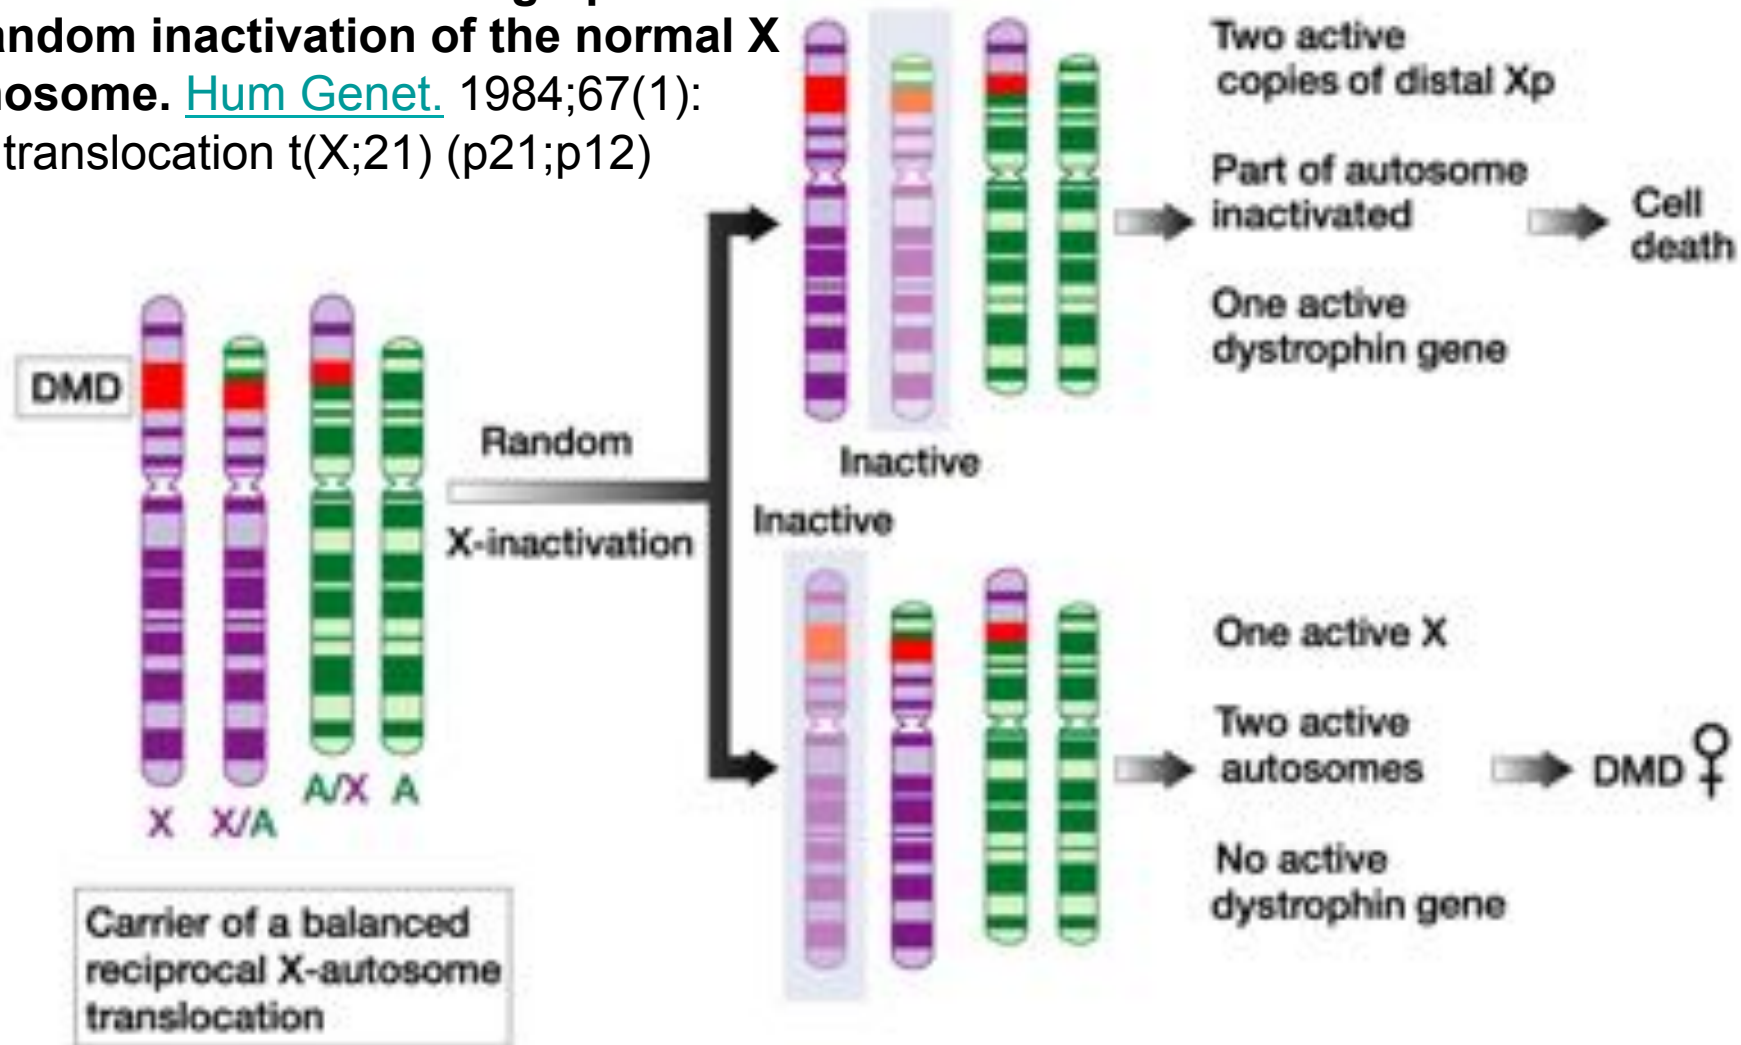 random inactivation of the normal X
Hum Genet. 1984;67(1):
translocation t(X;21) (p21;p12)
DMD
X
X/A
A/X
A
Carrier of a balanced
reciprocal X-autosome
translocation
Random
X-inactivation
Inactive
Two active
copies of distal Xp
Part of autosome
inactivated
One active
dystrophin gene
Cell
death
Inactive
One active X
Two active
autosomes
No active
dystrophin gene
DMD ♀